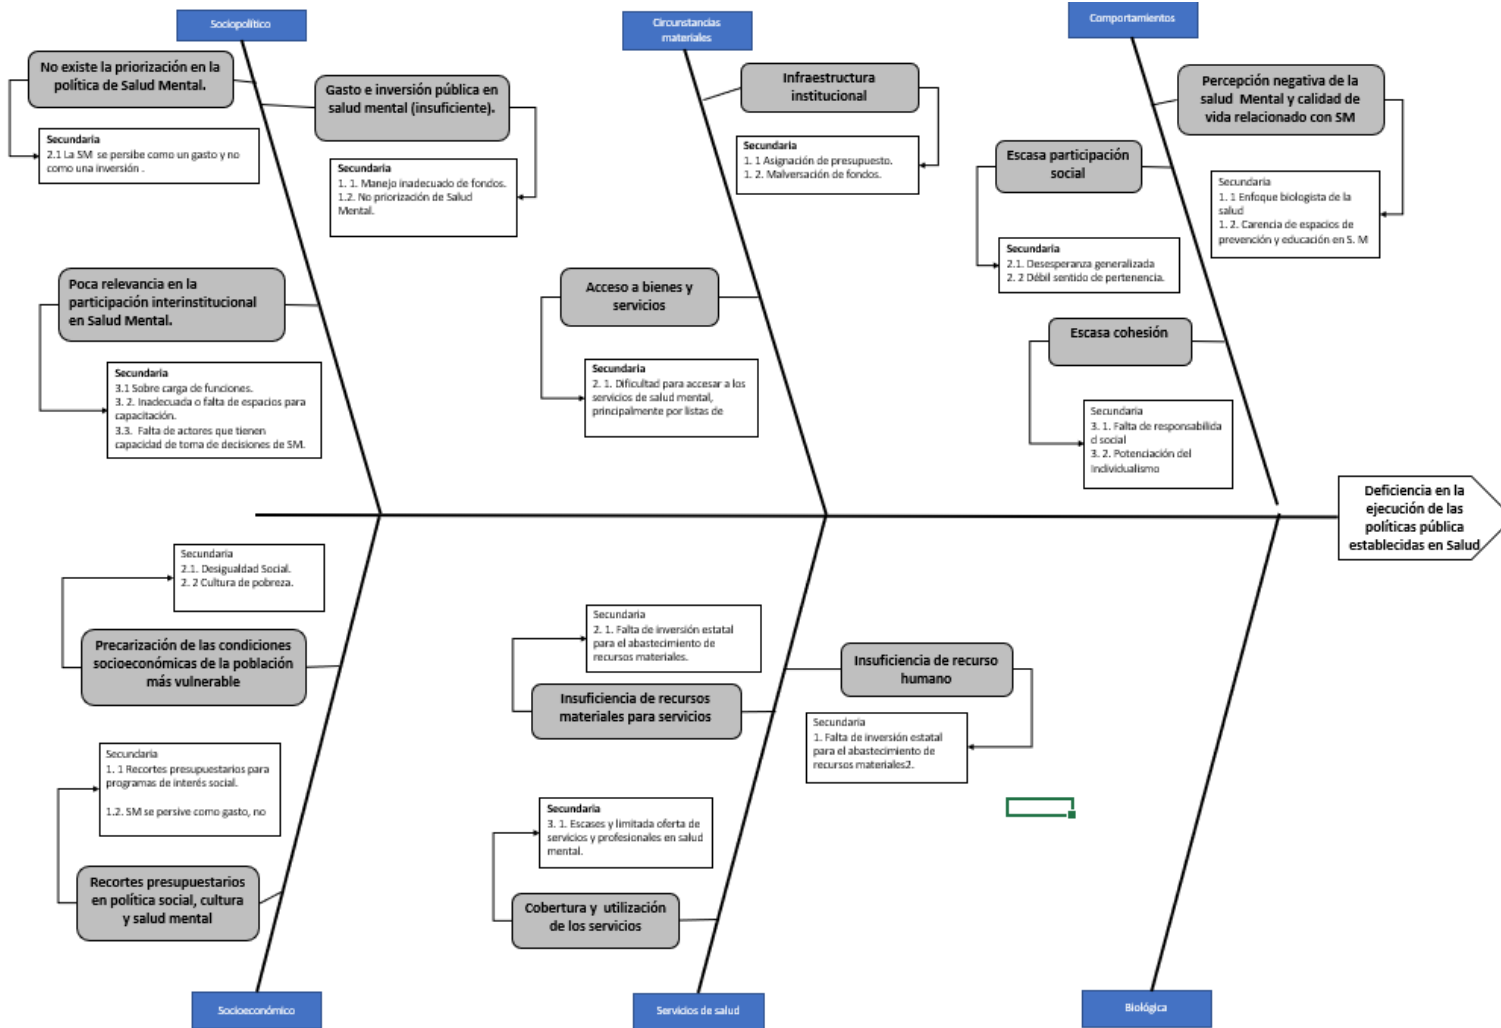 Sociopolítico
No existe la priorización en la
política de Salud Mental.
Secundaria
2.1 La SM se persibe como un gasto y no
como una inversión .
Gasto e inversión pública en
salud mental (insuficiente).
Secundaria
1. 1. Manejo inadecuado de fondos.
1.2. No priorización de Salud
Mental.
Poca relevancia en la
participación interinstitucional
en Salud Mental.
Secundaria
3.1 Sobre carga de funciones.
3. 2. Inadecuada o falta de espacios para
capacitación.
3.3. Falta de actores que tienen
capacidad de toma de decisiones de SM.
Circunstancias
materiales
Infraestructura
institucional
Secundaria
1. 1 Asignación de presupuesto.
1. 2. Malversación de fondos.
Acceso a bienes y
servicios
Secundaria
2. 1. Dificultad para accesar a los
servicios de salud mental,
principalmente por listas de
Comportamientos
Percepción negativa de la
salud Mental y calidad de
vida relacionado con SM
Secundaria
1. 1 Enfoque biologista de la
salud
1. 2. Carencia de espacios de
prevención y educación en S. M
Escasa participación
social
Secundaria
2.1. Desesperanza generalizada
2. 2 Débil sentido de pertenencia.
Escasa cohesión
Secundaria
3. 1. Falta de responsabilida
d social
3. 2. Potenciación del
Individualismo
Deficiencia en la
ejecución de las
políticas pública
establecidas en Salud
Secundaria
2.1. Desigualdad Social.
2. 2 Cultura de pobreza.
Precarización de las condiciones
socioeconómicas de la población
más vulnerable
Secundaria
1. 1 Recortes presupuestarios para
programas de interés social.
1.2. SM se persive como gasto, no
Recortes presupuestarios
en política social, cultura
y salud mental
Socioeconómico
Secundaria
2. 1. Falta de inversión estatal
para el abastecimiento de
recursos materiales.
Insuficiencia de recursos
materiales para servicios
Insuficiencia de recurso
humano
Secundaria
1. Falta de inversión estatal
para el abastecimiento de
recursos materiales2.
Secundaria
3. 1. Escases y limitada oferta de
servicios y profesionales en salud
mental.
Cobertura y utilización
de los servicios
Servicios de salud
Biológica